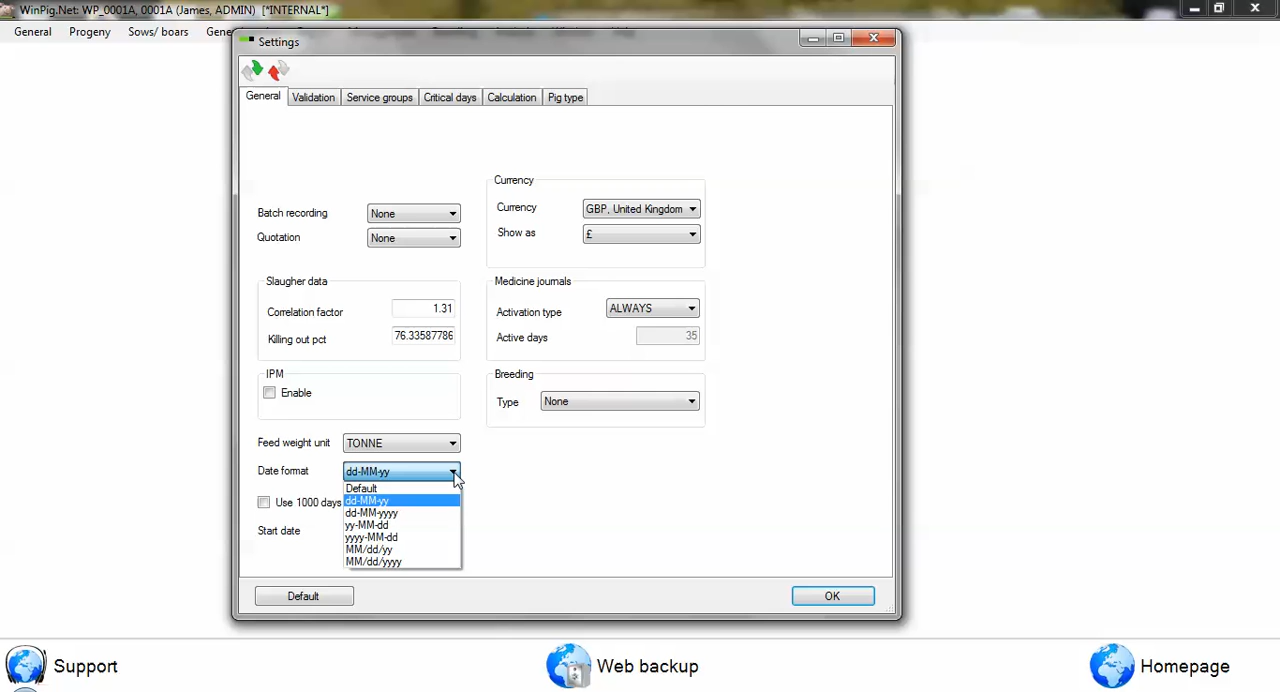 WinPig.Net: WP_0001A, 0001A (James, ADMIN) [*INTERNAL*]
General Progeny Sows/ boars Gene
Settings
General Validation Service groups Critical days Calculation Pig type
Batch recording None
Quotation None
Currency
Currency GBP, United Kingdom
Show as £
Slaugher data
Correlation factor 1.31
Killing out pct 76.33587786
Medicine journals
Activation type ALWAYS
Active days 35
IPM
Enable
Breeding
Type None
Feed weight unit TONNE
Date format dd-MM-yy
Default
dd-MM-yy
dd-MM-yyyy
yy-MM-dd
yyyy-MM-dd
MM/dd/yy
MM/dd/yyyy
Use 1000 days
Start date
Default OK
Support Web backup Homepage